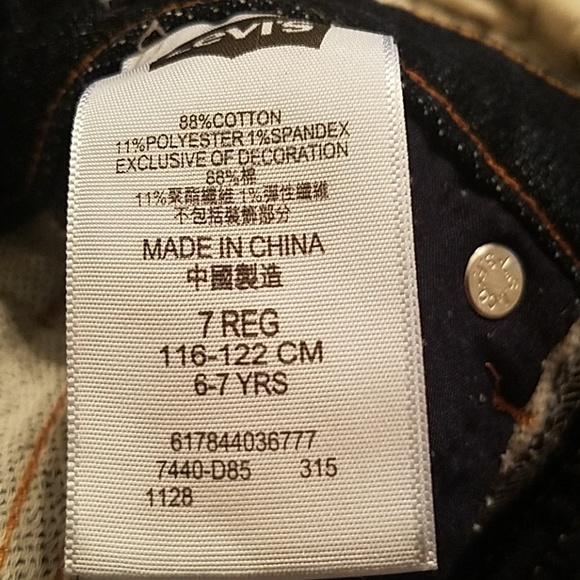 Levi's
88%COTTON
11%POLYESTER 1%SPANDEX
EXCLUSIVE OF DECORATION
88%棉
11%聚酯纖維 1%彈性纖維
不包括裝飾部分
MADE IN CHINA
中國製造
7 REG
116-122 CM
6-7 YRS
617844036777
7440-D85 315
1128